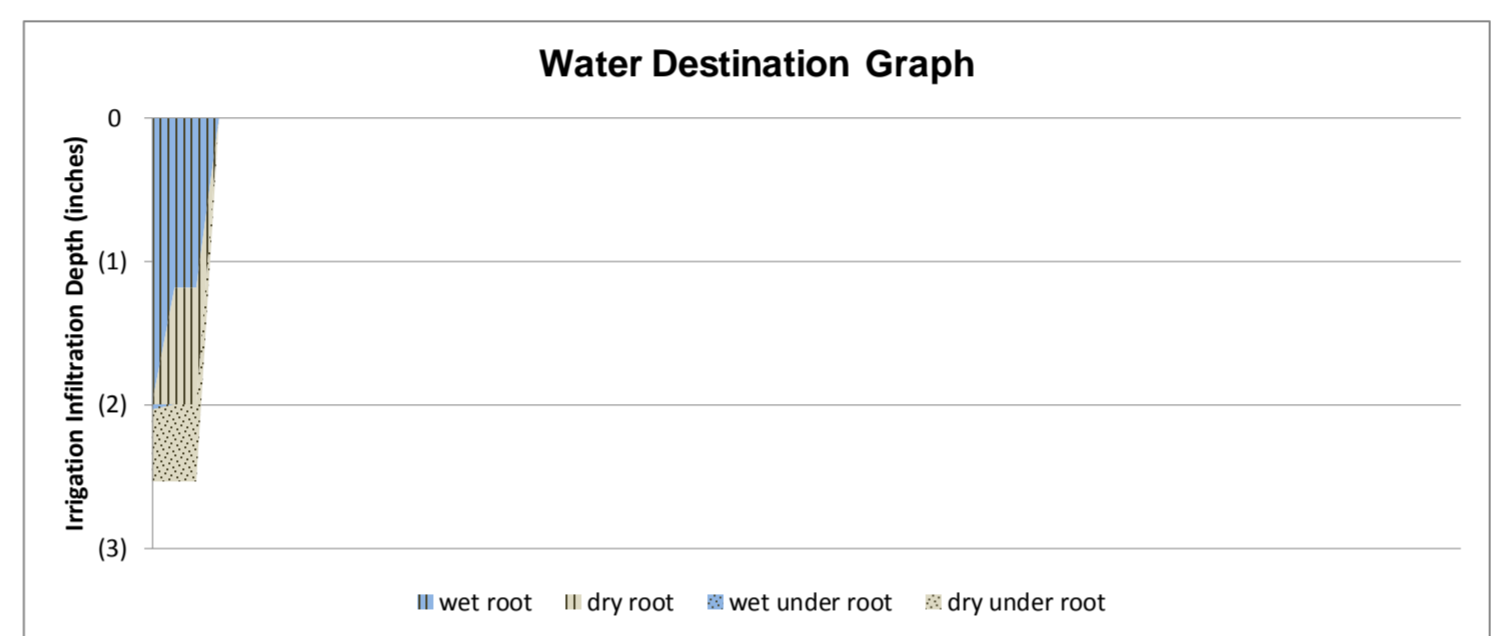 Water Destination Graph
Irrigation Infiltration Depth (inches)
0
(1)
(2)
(3)
wet root dry root wet under root dry under root